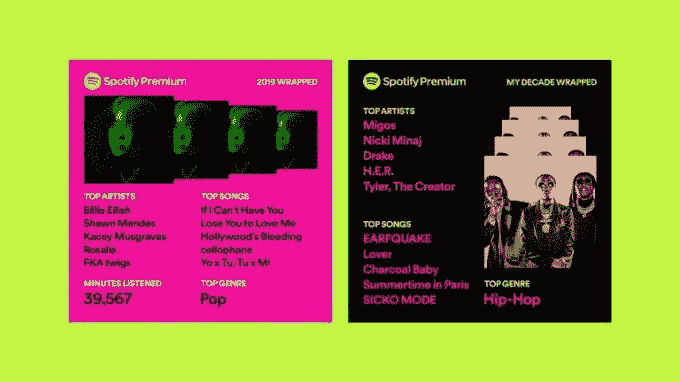 Spotify Premium
2019 WRAPPED
TOP ARTISTS
Billie Eilish
Shawn Mendes
Kacey Musgraves
Rosalía
FKA twigs
TOP SONGS
If I Can't Have You
Lose You to Love Me
Hollywood's Bleeding
cellophane
Yo x Tu, Tu x Mi
MINUTES LISTENED
39,567
TOP GENRE
Pop
Spotify Premium
MY DECADE WRAPPED
TOP ARTISTS
Migos
Nicki Minaj
Drake
H.E.R.
Tyler, The Creator
TOP SONGS
EARFQUAKE
Lover
Charcoal Baby
Summertime in Paris
SICKO MODE
TOP GENRE
Hip-Hop